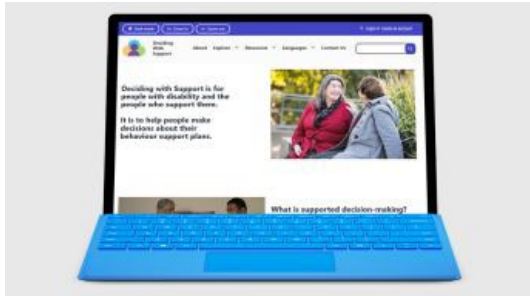 Deciding
With
Support
About Explore Resources Languages Contact Us
Deciding with Support is for
people with disability and the
people who support them.
It is to help people make
decisions about their
behaviour support plans.
What is supported decision-making?